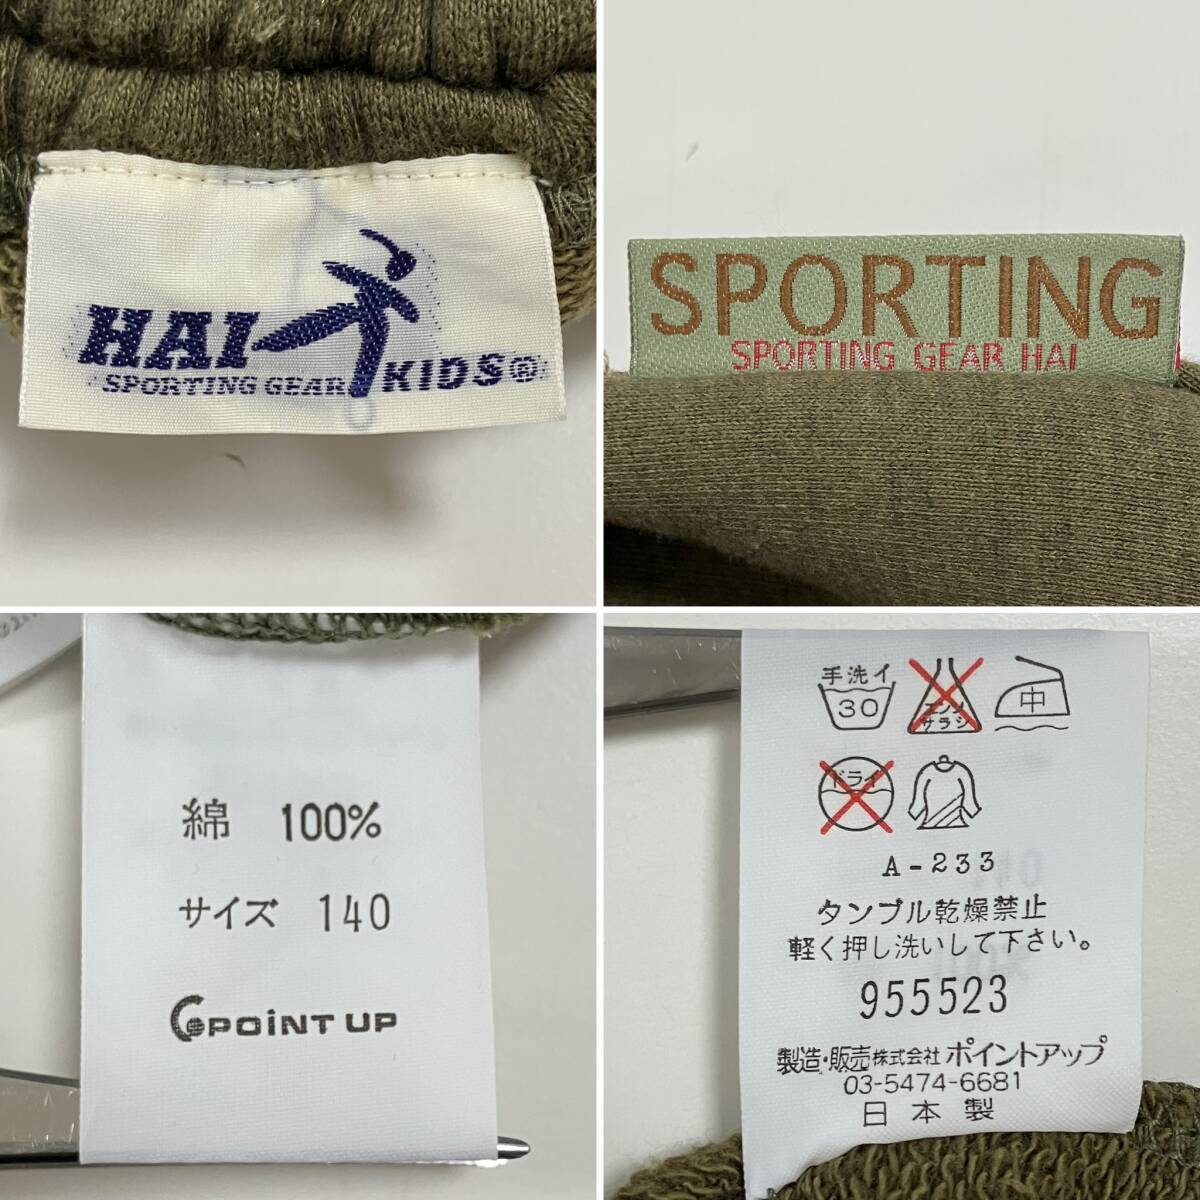 HAI
SPORTING GEAR KIDS®
SPORTING
SPORTING GEAR HAI
綿 100%
サイズ 140
POINT UP
手洗イ
30
エンソ
サラシ
中
ドライ
A-233
タンブル乾燥禁止
軽く押し洗いして下さい。
955523
製造・販売株式会社ポイントアップ
03-5474-6681
日本製